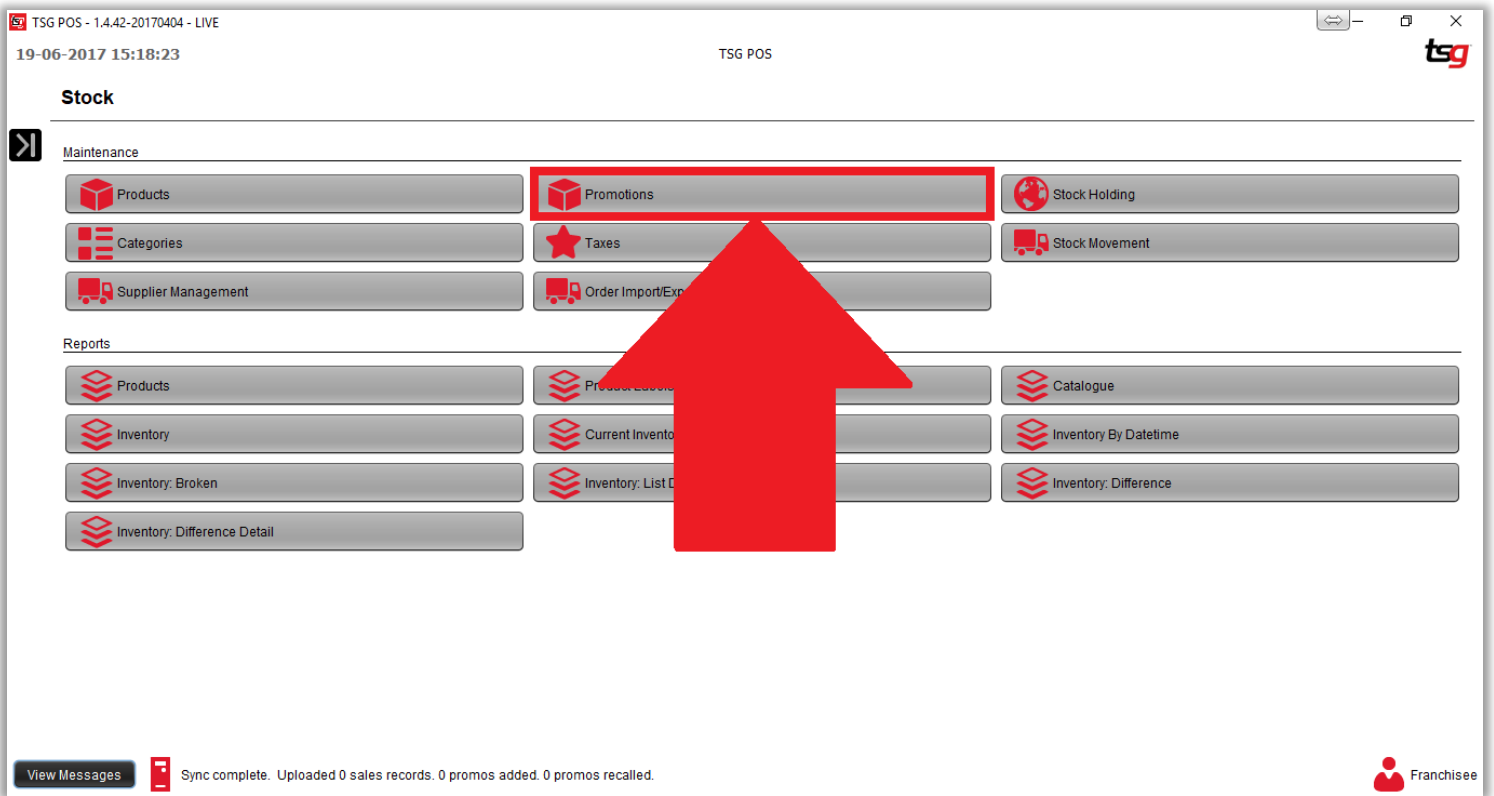 TSG POS - 1.4.42-20170404 - LIVE
19-06-2017 15:18:23
TSG POS
tsg
Stock
Maintenance
Products
Promotions
Stock Holding
Categories
Taxes
Stock Movement
Supplier Management
Order
Reports
Products
Catalogue
Inventory
Current
Inventory By Datetime
Inventory: Broken
Inventory: List
Inventory: Difference
Inventory: Difference Detail
View Messages
Sync complete. Uploaded 0 sales records. 0 promos added. 0 promos recalled.
Franchisee